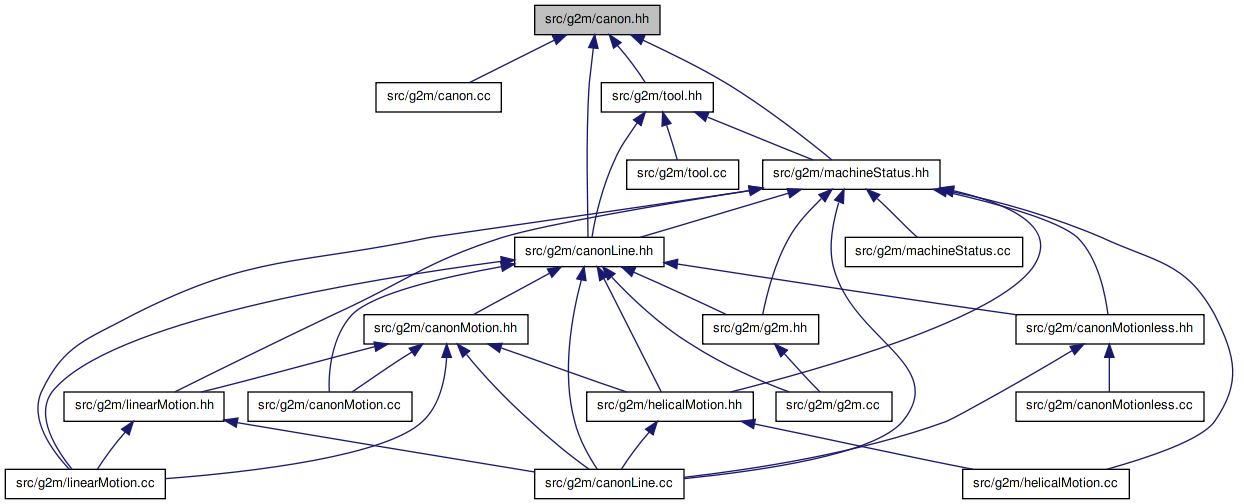 src/g2m/canon.hh
src/g2m/canon.cc
src/g2m/tool.hh
src/g2m/tool.cc
src/g2m/machineStatus.hh
src/g2m/canonLine.hh
src/g2m/machineStatus.cc
src/g2m/canonMotion.hh
src/g2m/g2m.hh
src/g2m/canonMotionless.hh
src/g2m/linearMotion.hh
src/g2m/canonMotion.cc
src/g2m/helicalMotion.hh
src/g2m/g2m.cc
src/g2m/canonMotionless.cc
src/g2m/linearMotion.cc
src/g2m/canonLine.cc
src/g2m/helicalMotion.cc